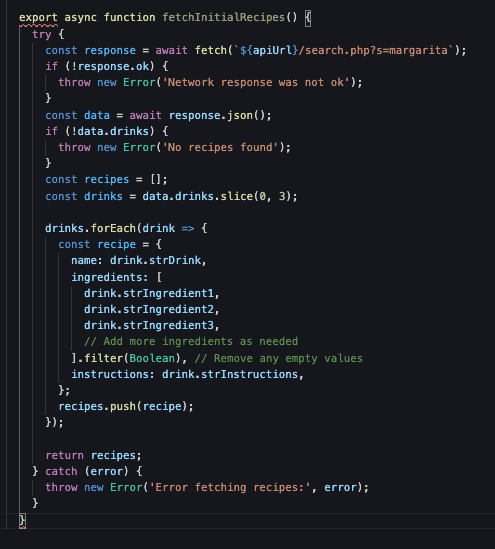 export async function fetchInitialRecipes() {
try {
const response = await fetch(`${apiUrl}/search.php?s=margarita`);
if (!response.ok) {
throw new Error('Network response was not ok');
}
const data = await response.json();
if (!data.drinks) {
throw new Error('No recipes found');
}
const recipes = [];
const drinks = data.drinks.slice(0, 3);
drinks.forEach(drink => {
const recipe = {
name: drink.strDrink,
ingredients: [
drink.strIngredient1,
drink.strIngredient2,
drink.strIngredient3,
// Add more ingredients as needed
].filter(Boolean), // Remove any empty values
instructions: drink.strInstructions,
};
recipes.push(recipe);
});
return recipes;
} catch (error) {
throw new Error('Error fetching recipes:', error);
}
}